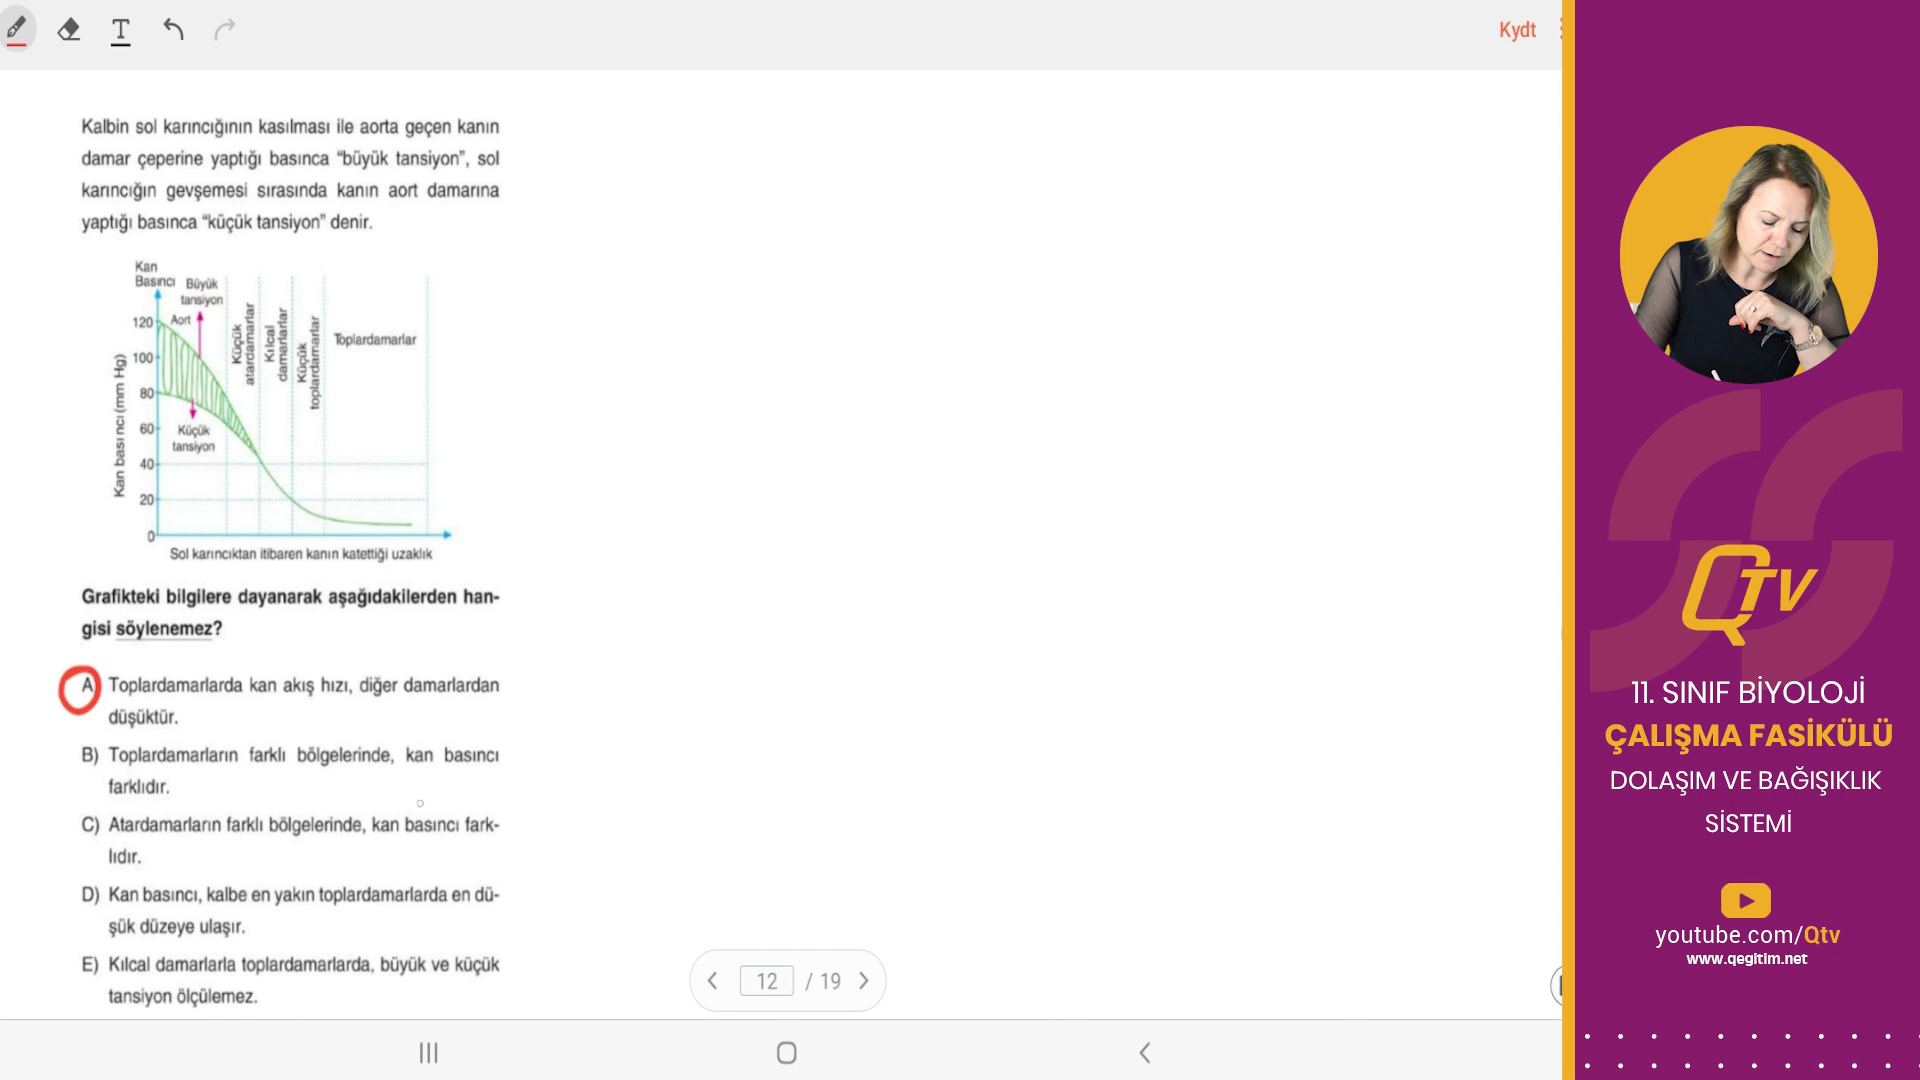 T
Kydt
Kalbin sol karıncığının kasılması ile aorta geçen kanın
damar çeperine yaptığı basınca “büyük tansiyon”, sol
karıncığın gevşemesi sırasında kanın aort damarına
yaptığı basınca “küçük tansiyon” denir.
Kan
Basıncı
Büyük
tansiyon
Aort
Küçük
atardamarlar
Kılcal
damarlarlar
Küçük
toplardamarlar
Toplardamarlar
Kan basıncı (mm Hg)
120
100
80
60
40
20
0
Küçük
tansiyon
Sol karıncıktan itibaren kanın katettiği uzaklık
Grafikteki bilgilere dayanarak aşağıdakilerden han-
gisi söylenemez?
A Toplardamarlarda kan akış hızı, diğer damarlardan
düşüktür.
B) Toplardamarların farklı bölgelerinde, kan basıncı
farklıdır.
C) Atardamarların farklı bölgelerinde, kan basıncı fark-
lıdır.
D) Kan basıncı, kalbe en yakın toplardamarlarda en dü-
şük düzeye ulaşır.
E) Kılcal damarlarla toplardamarlarda, büyük ve küçük
tansiyon ölçülemez.
12 / 19
QTV
11. SINIF BİYOLOJİ
ÇALIŞMA FASİKÜLÜ
DOLAŞIM VE BAĞIŞIKLIK
SİSTEMİ
youtube.com/Qtv
www.qegitim.net